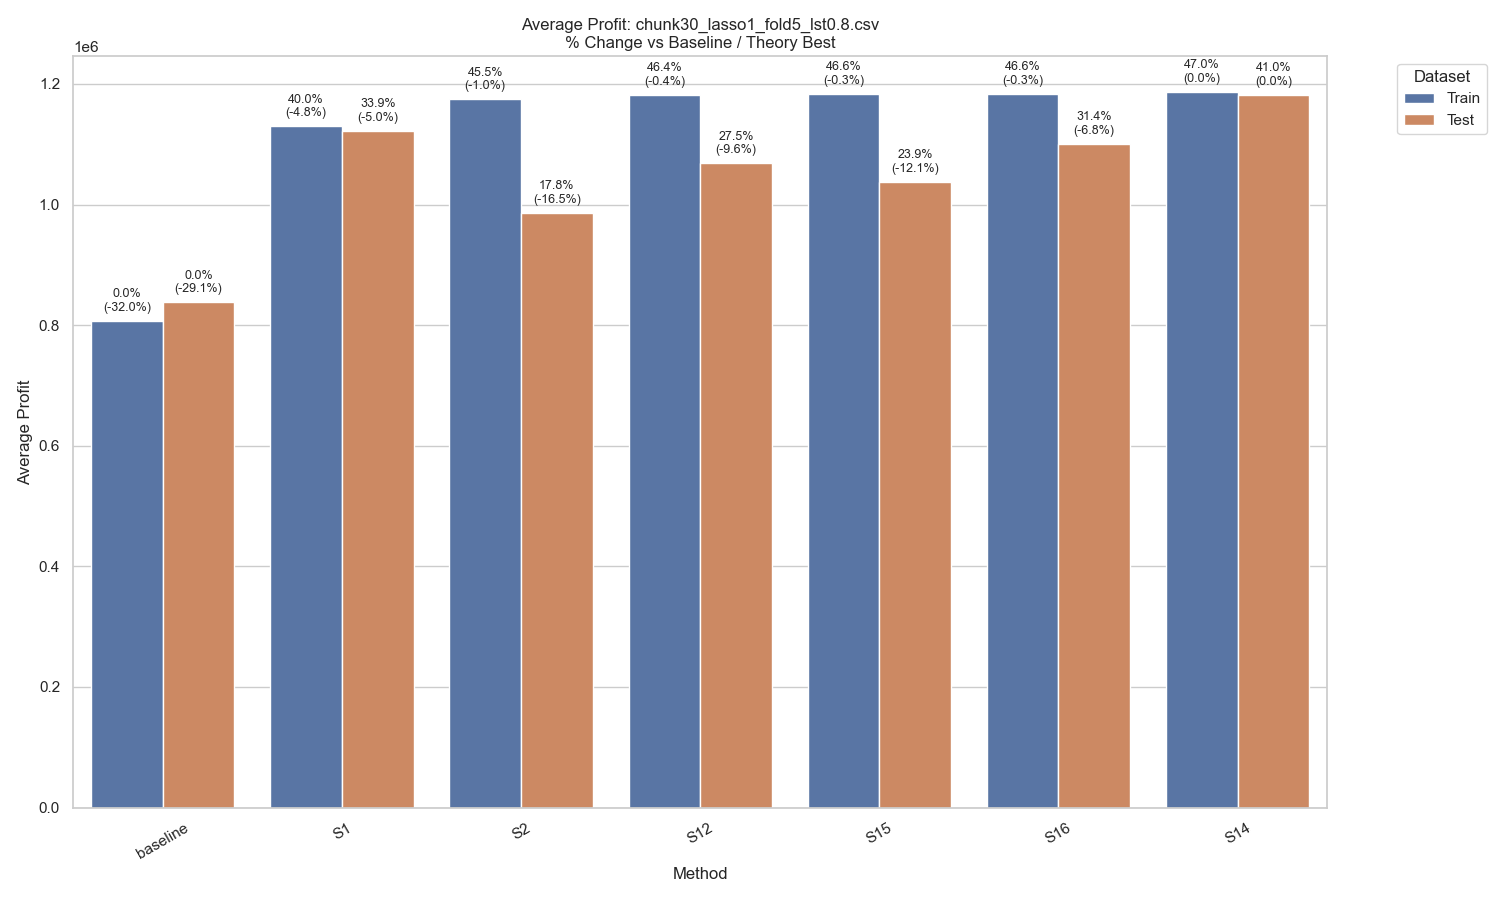 Average Profit: chunk30_lasso1_fold5_lst0.8.csv
% Change vs Baseline / Theory Best
1e6
1.2
1.0
0.8
0.6
0.4
0.2
0.0
Average Profit
0.0%
(-32.0%)
0.0%
(-29.1%)
40.0%
(-4.8%)
33.9%
(-5.0%)
45.5%
(-1.0%)
17.8%
(-16.5%)
46.4%
(-0.4%)
27.5%
(-9.6%)
46.6%
(-0.3%)
23.9%
(-12.1%)
46.6%
(-0.3%)
31.4%
(-6.8%)
47.0%
(0.0%)
41.0%
(0.0%)
baseline
S1
S2
S12
S15
S16
S14
Method
Dataset
Train
Test